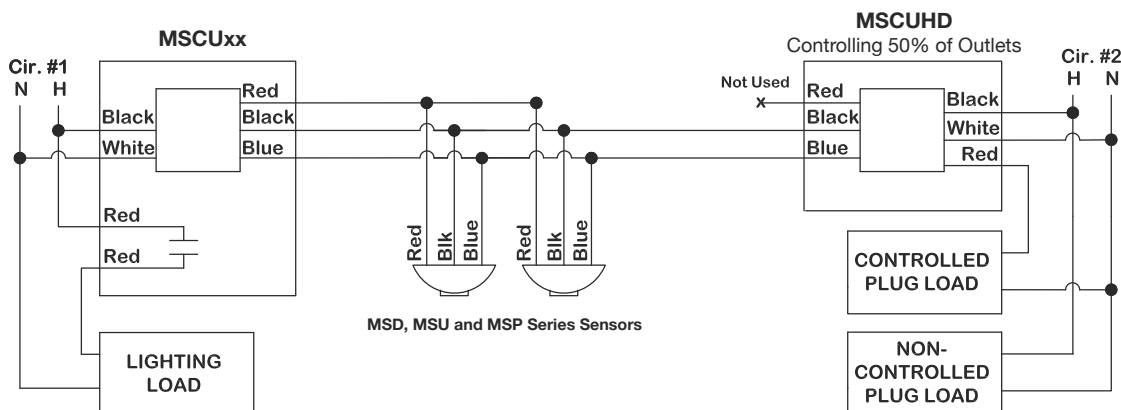 MSCUxx
Cir. #1
N H
Black
White
Red
Red
Red
Black
Blue
LIGHTING
LOAD
Red
Blk
Blue
Red
Blk
Blue
MSD, MSU and MSP Series Sensors
MSCUHD
Controlling 50% of Outlets
Not Used
x
Red
Black
Blue
Black
White
Red
Cir. #2
H N
CONTROLLED
PLUG LOAD
NON-
CONTROLLED
PLUG LOAD